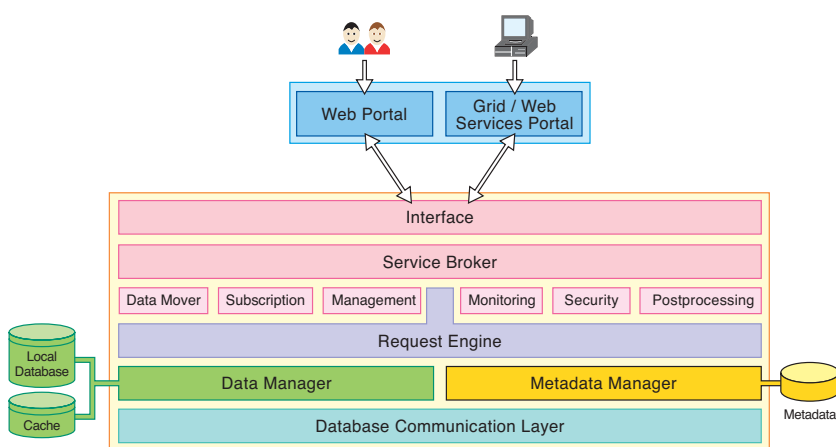 Web Portal
Grid / Web
Services Portal
Interface
Service Broker
Data Mover
Subscription
Management
Monitoring
Security
Postprocessing
Request Engine
Local
Database
Data Manager
Metadata Manager
Cache
Metadata
Database Communication Layer